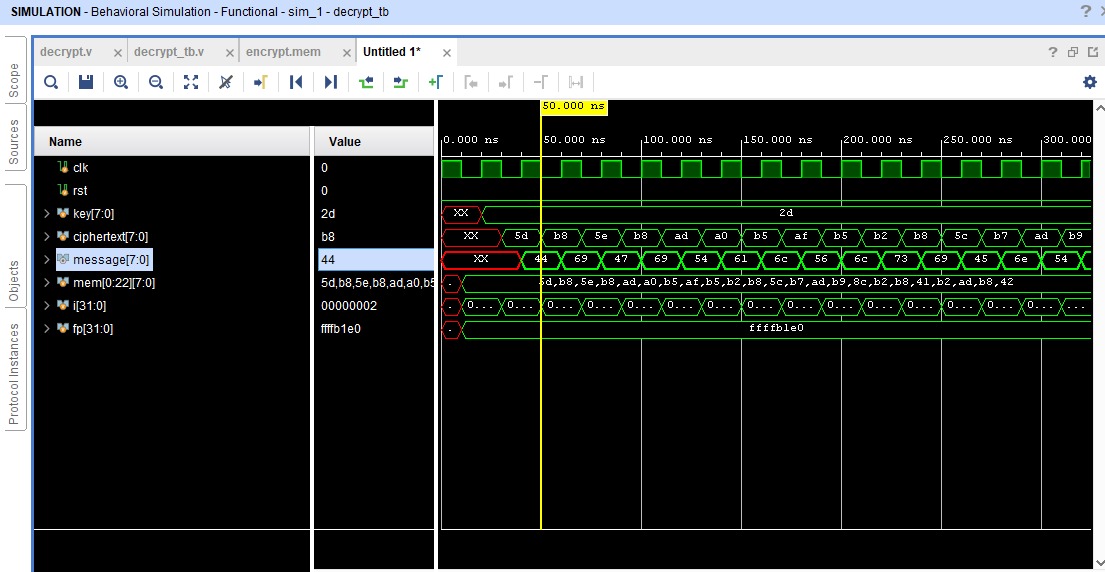 SIMULATION - Behavioral Simulation - Functional - sim_1 - decrypt_tb ?
decrypt.v × decrypt_tb.v × encrypt.mem × Untitled 1* ×
?
Scope
Sources
Objects
Protocol Instances
50.000 ns
Name Value
0.000 ns 50.000 ns 100.000 ns 150.000 ns 200.000 ns 250.000 ns 300.000
clk 0
rst 0
key[7:0] 2d XX 2d
ciphertext[7:0] b8 XX 5d b8 5e b8 ad a0 b5 af b5 b2 b8 5c b7 ad b9
message[7:0] 44 XX 44 69 47 69 54 61 6c 56 6c 73 69 45 6e 54
mem[0:22][7:0] 5d,b8,5e,b8,ad,a0,b5 . 5d,b8,5e,b8,ad,a0,b5,af,b5,b2,b8,5c,b7,ad,b9,8c,b2,b8,41,b2,ad,b8,42
i[31:0] 00000002 . 0... 0... 0... 0... 0... 0... 0... 0... 0... 0... 0... 0... 0... 0... 0... 0...
fp[31:0] ffffb1e0 . ffffb1e0